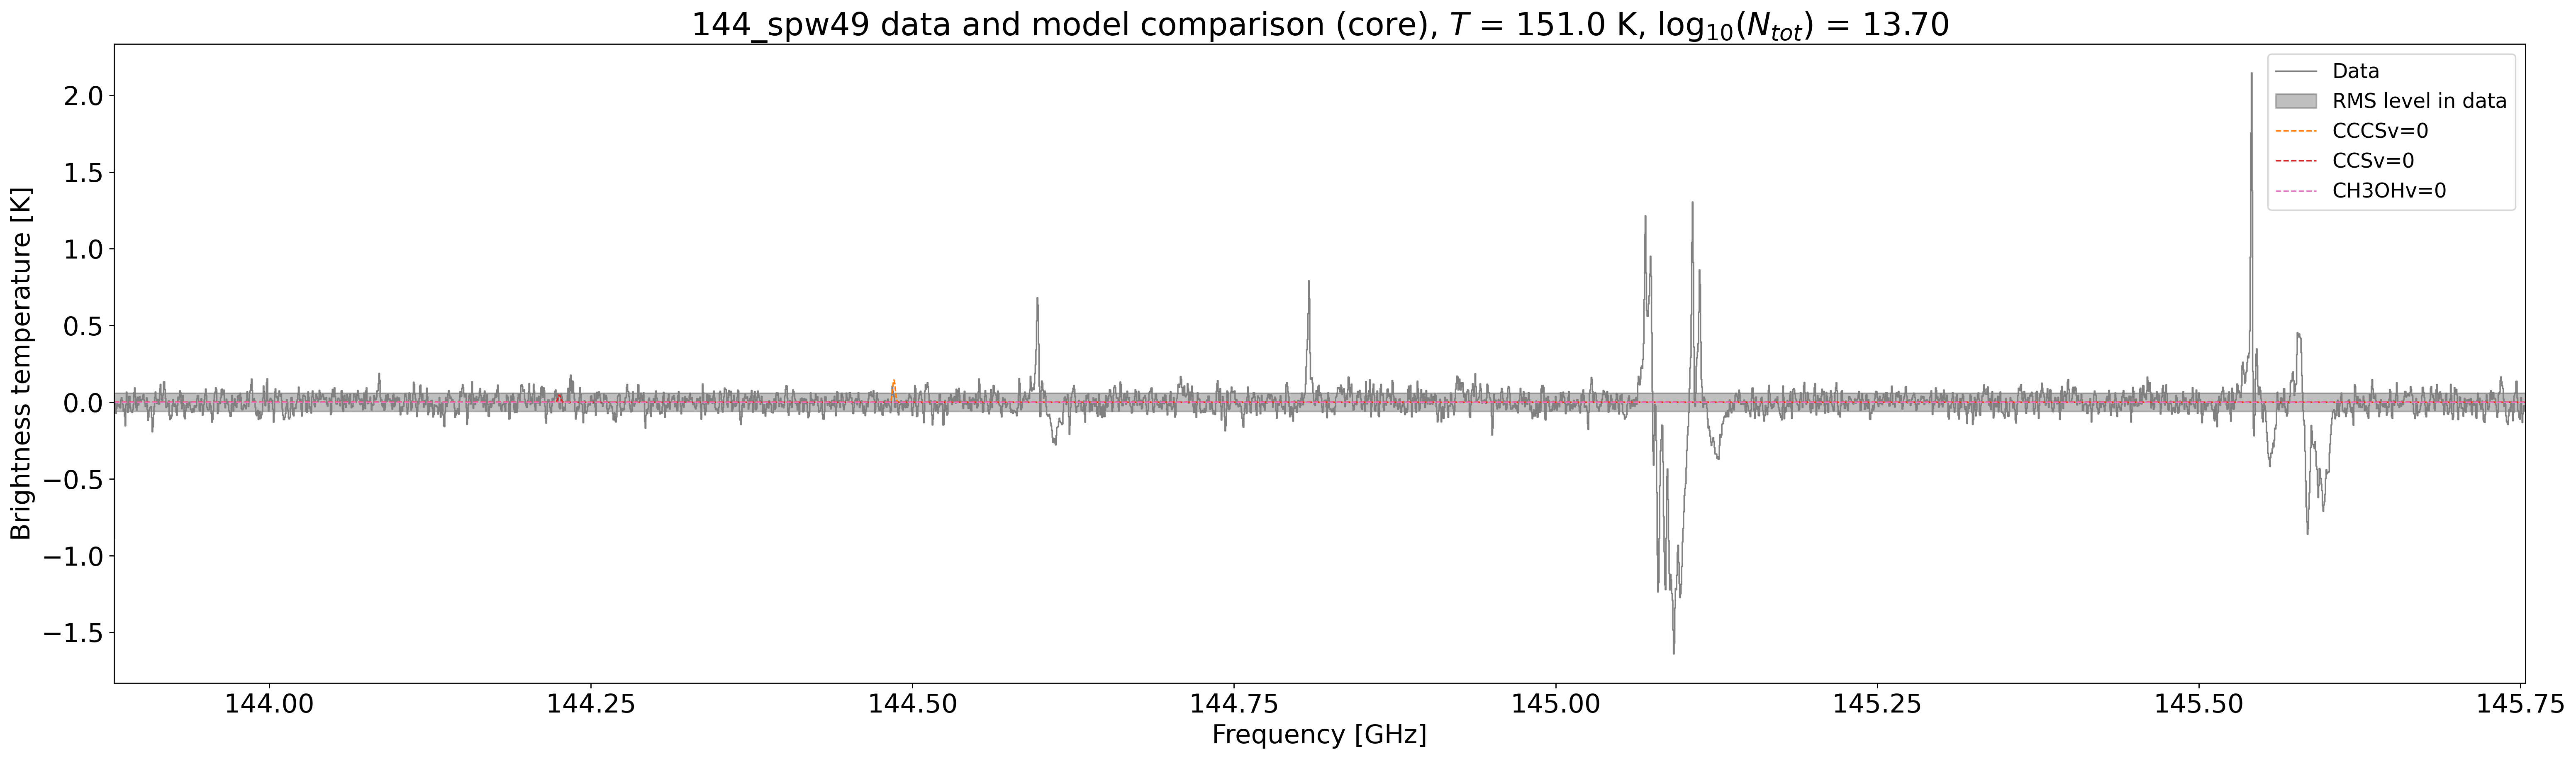 144_spw49 data and model comparison (core), T = 151.0 K, log₁₀(Nₜₒₜ) = 13.70
Data
RMS level in data
CCCSv=0
CCSv=0
CH3OHv=0
Brightness temperature [K]
2.0
1.5
1.0
0.5
0.0
−0.5
−1.0
−1.5
144.00 144.25 144.50 144.75 145.00 145.25 145.50 145.75
Frequency [GHz]